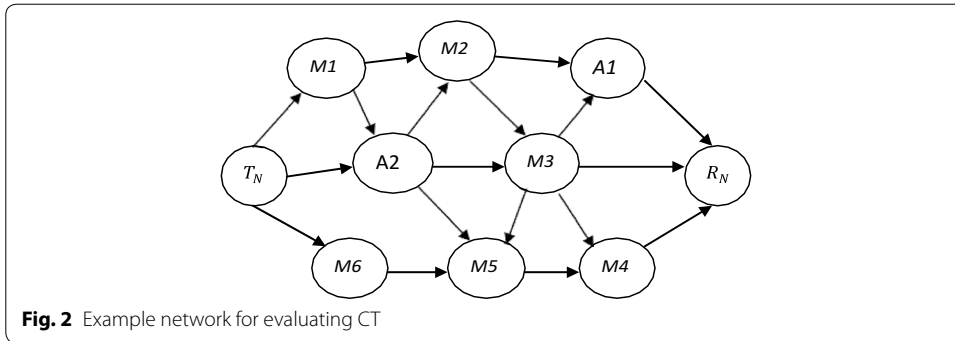 M2
M1
A1
A2
M3
T_N
R_N
M6
M5
M4
Fig. 2 Example network for evaluating CT